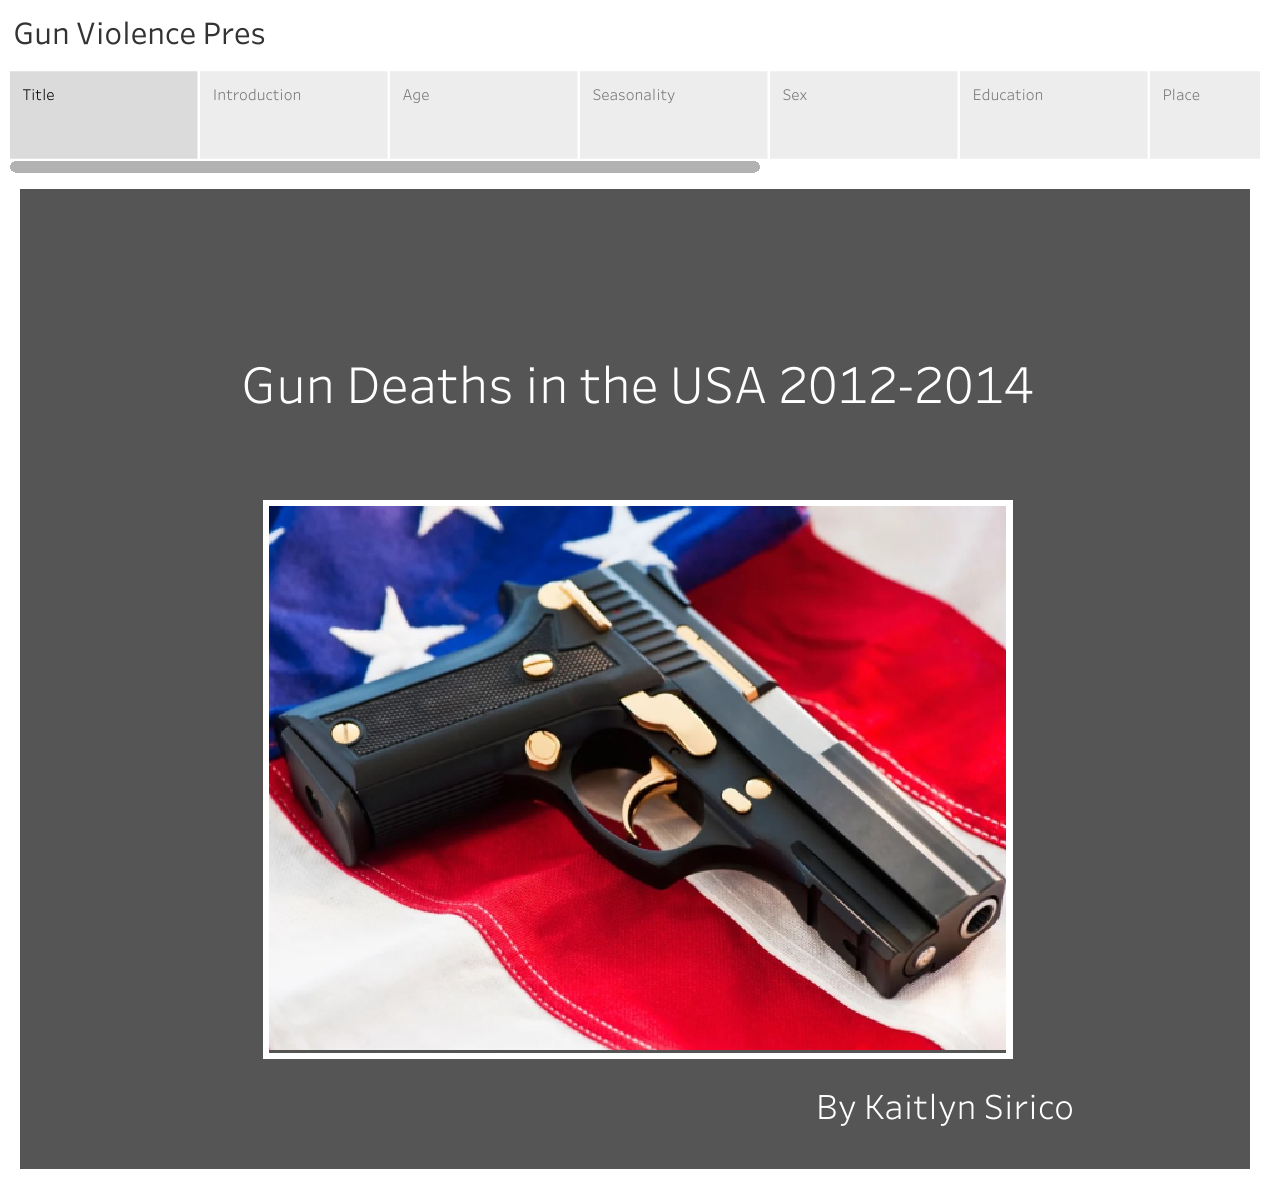 Gun Violence Pres
Title
Introduction
Age
Seasonality
Sex
Education
Place
Gun Deaths in the USA 2012-2014
By Kaitlyn Sirico